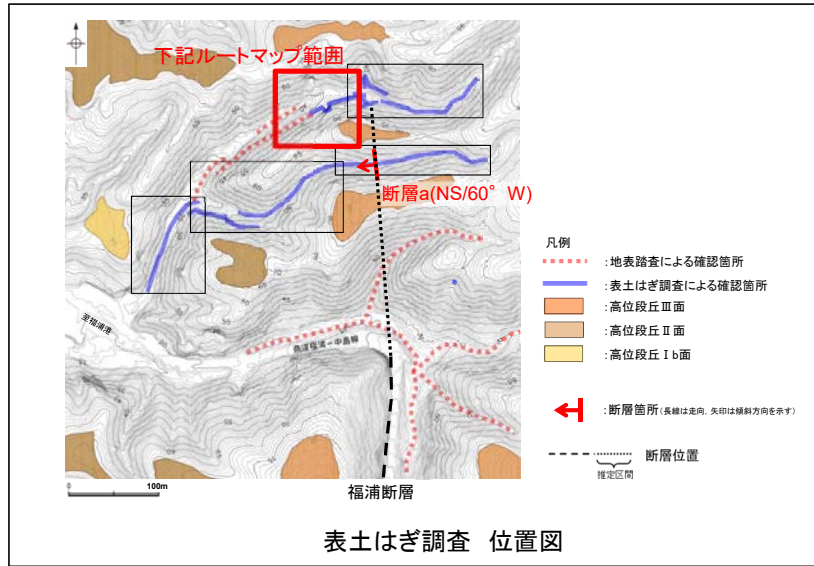 下記ルートマップ範囲
断層a(NS/60°W)
至福浦港
0 100m
福浦断層
凡例
:地表踏査による確認箇所
:表土はぎ調査による確認箇所
:高位段丘Ⅲ面
:高位段丘Ⅱ面
:高位段丘Ⅰb面
:断層箇所(長線は走向、矢印は傾斜方向を示す)
断層位置
推定区間
表土はぎ調査 位置図